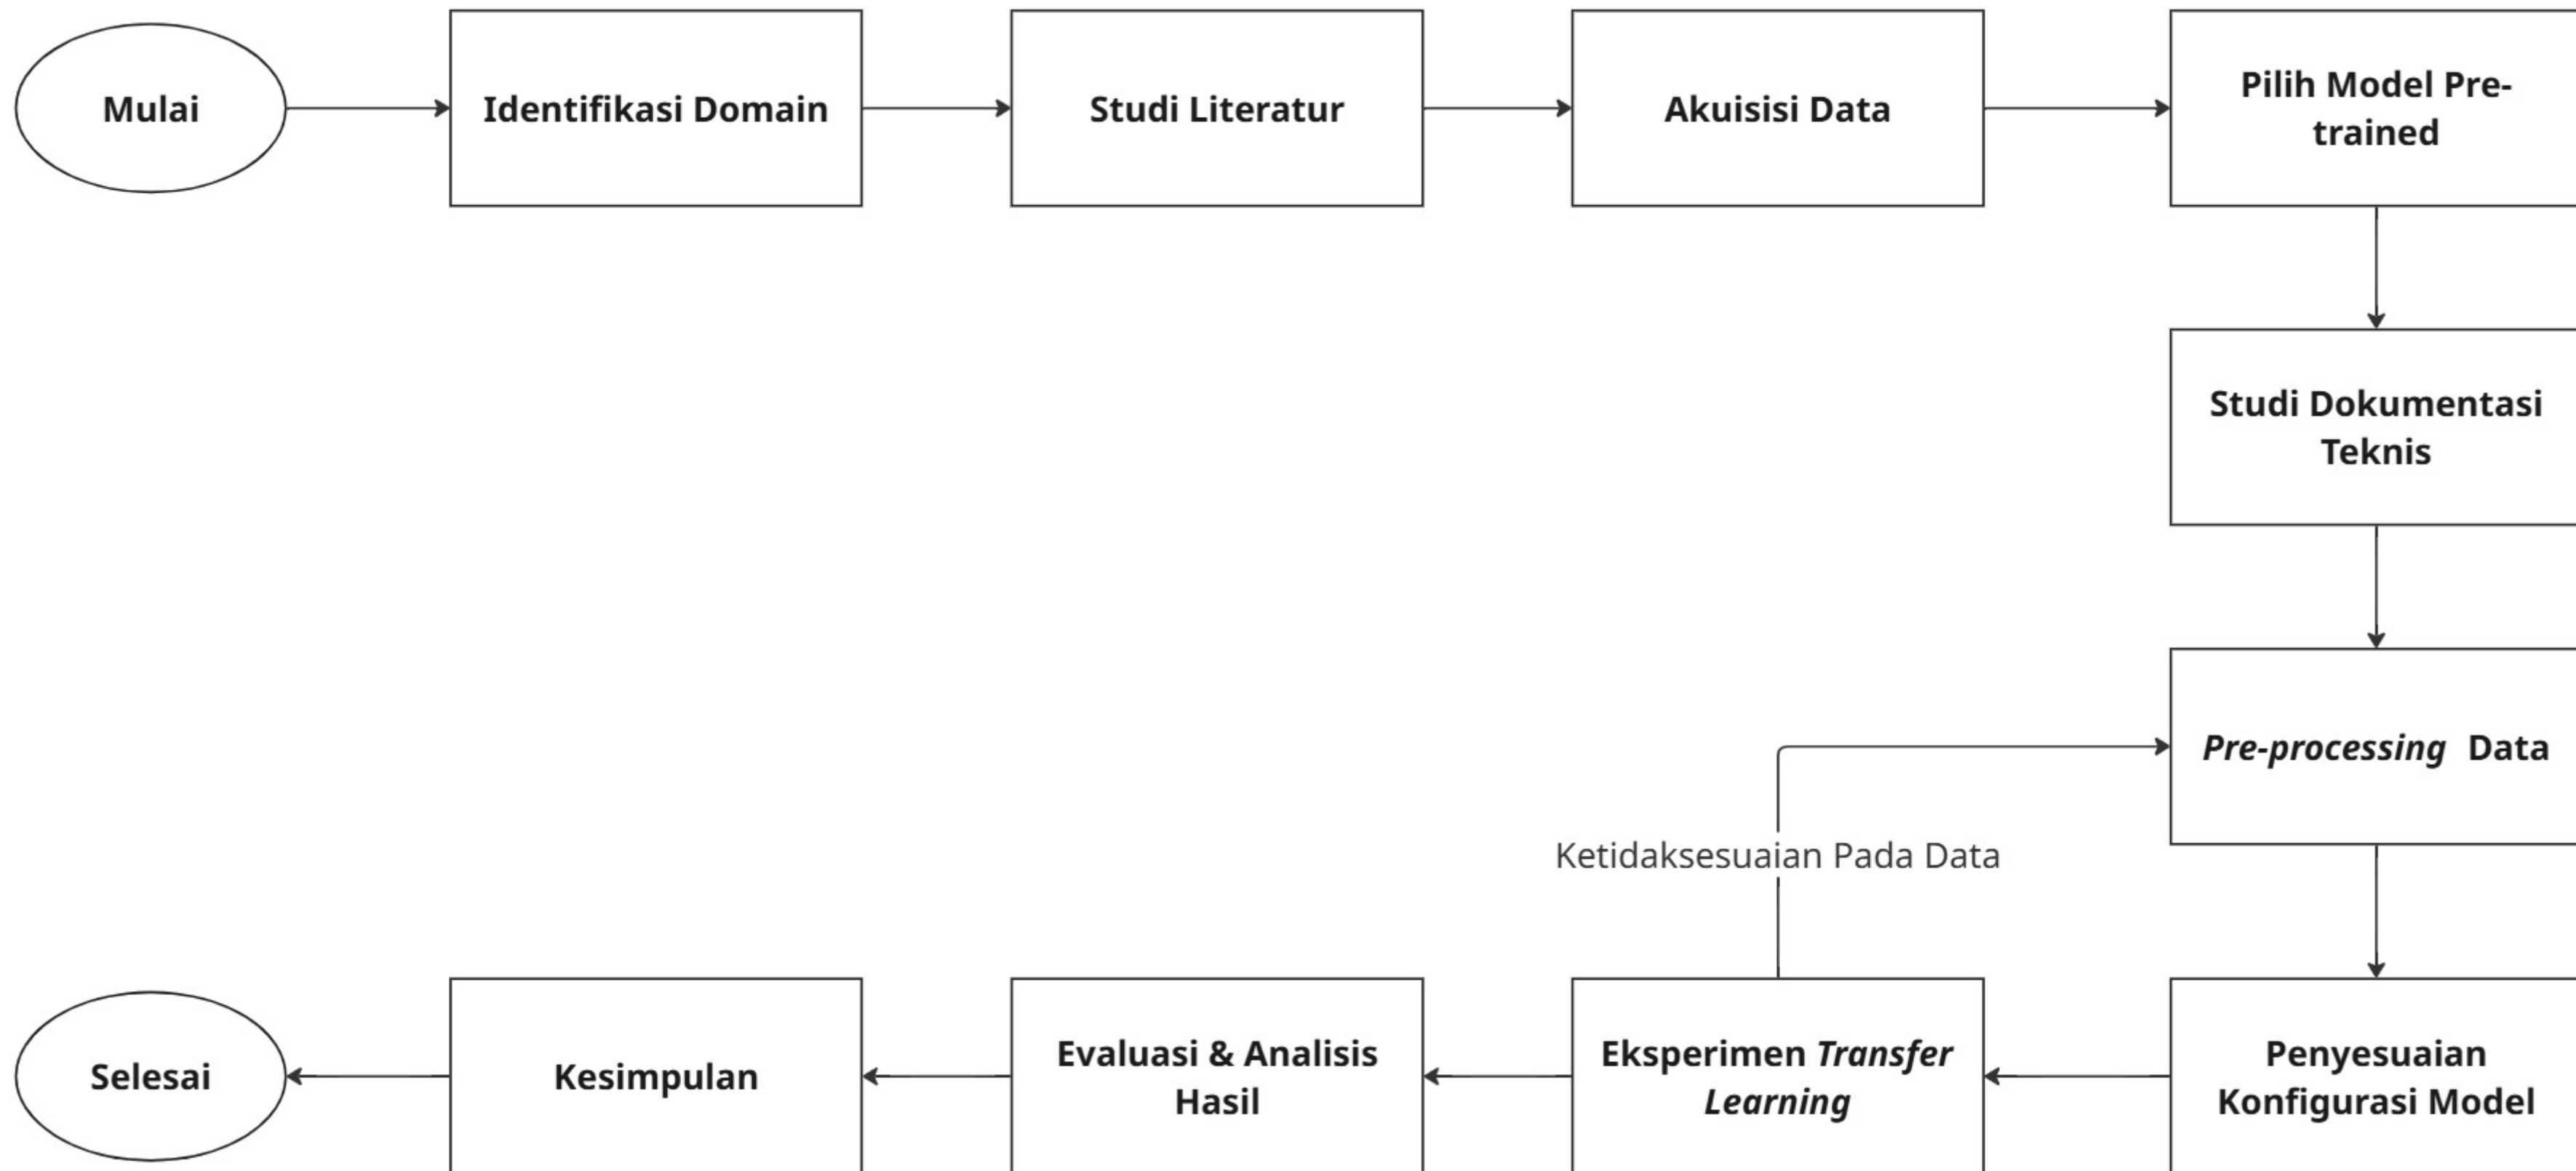 Mulai
Identifikasi Domain
Studi Literatur
Akuisisi Data
Pilih Model Pre-
trained
Studi Dokumentasi
Teknis
Pre-processing Data
Ketidaksesuaian Pada Data
Penyesuaian
Konfigurasi Model
Eksperimen Transfer
Learning
Evaluasi & Analisis
Hasil
Kesimpulan
Selesai